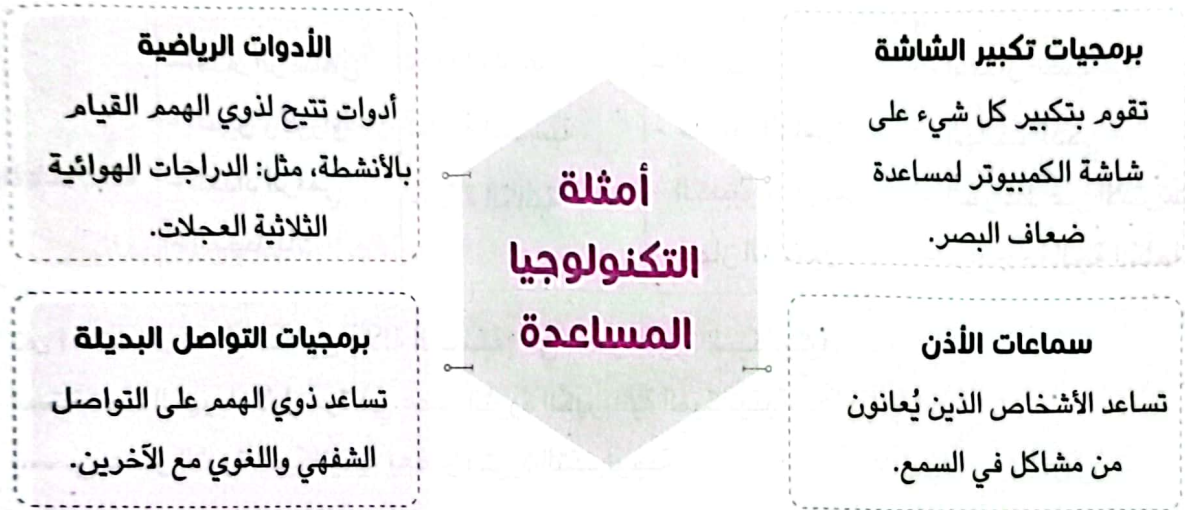 أمثلة
التكنولوجيا
المساعدة
برمجيات تكبير الشاشة
تقوم بتكبير كل شيء على
شاشة الكمبيوتر لمساعدة
ضعاف البصر.
الأدوات الرياضية
أدوات تتيح لذوي الهمم القيام
بالأنشطة، مثل: الدراجات الهوائية
الثلاثية العجلات.
سماعات الأذن
تساعد الأشخاص الذين يُعانون
من مشاكل في السمع.
برمجيات التواصل البديلة
تساعد ذوي الهمم على التواصل
الشفهي واللغوي مع الآخرين.